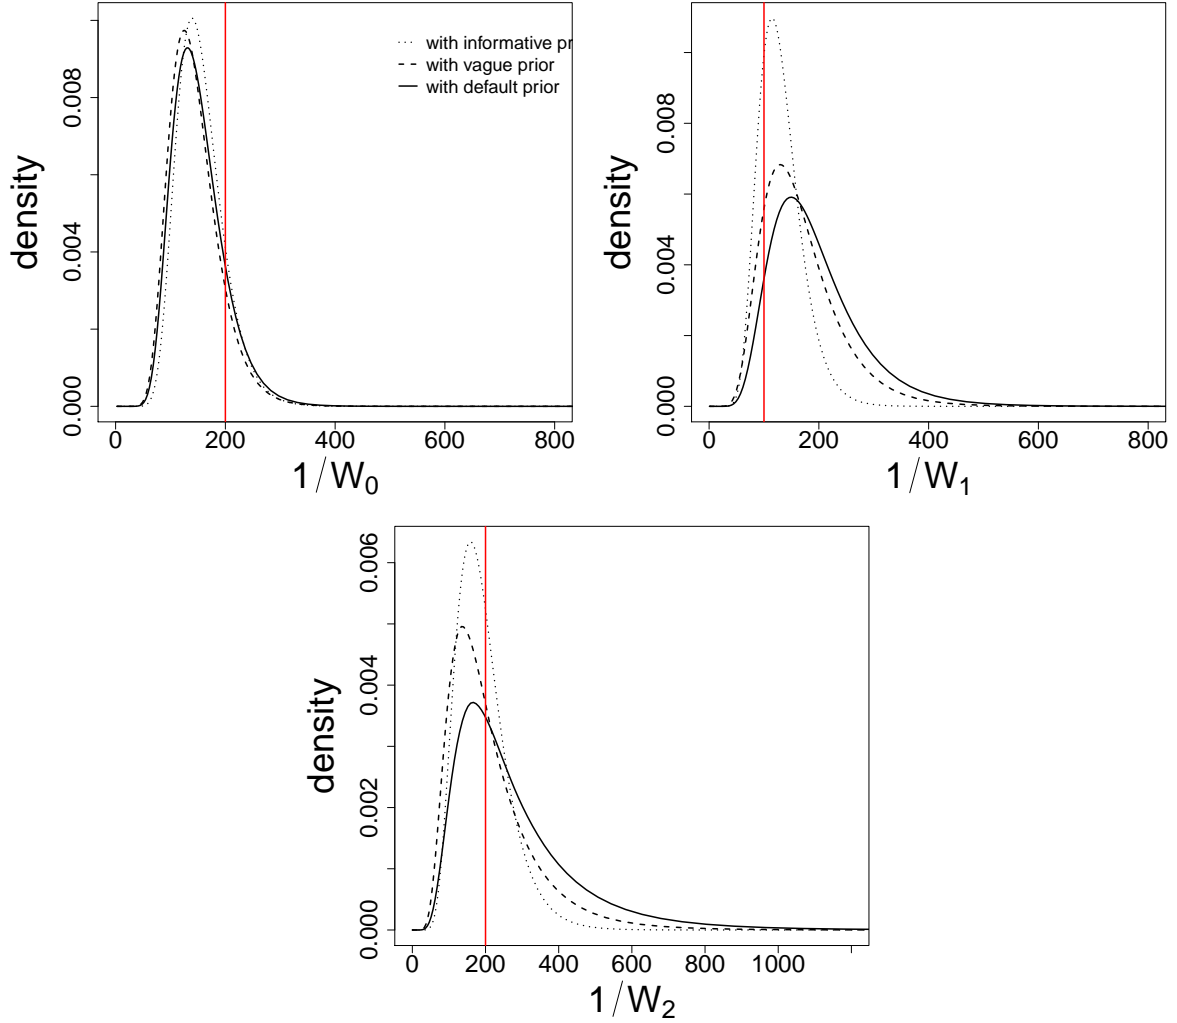 density
0.000
0.004
0.008
with informative pr
with vague prior
with default prior
0 200 400 600 800
1/W0
density
0.000
0.004
0.008
0 200 400 600 800
1/W1
density
0.000
0.002
0.004
0.006
0 200 400 600 800 1000
1/W2